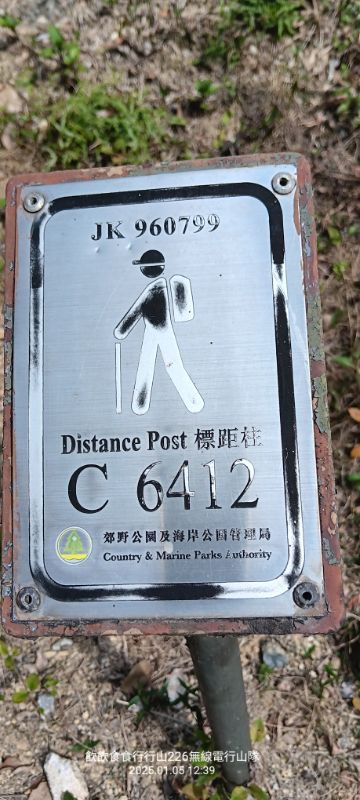 JK 960799
Distance Post 標距柱
C 6412
郊野公園及海岸公園管理局
Country & Marine Parks Authority
飲飲食食行行山226無線電行山隊
2025.01.05 12:39